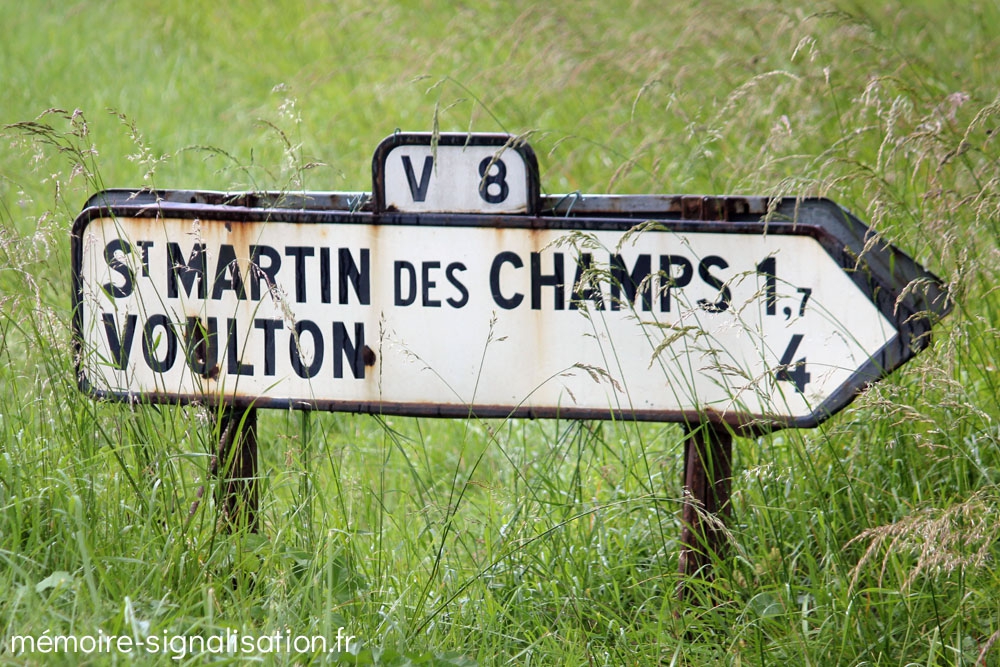 V 8
ST MARTIN DES CHAMPS 1,7
VOULTON 4
mémoire-signalisation.fr